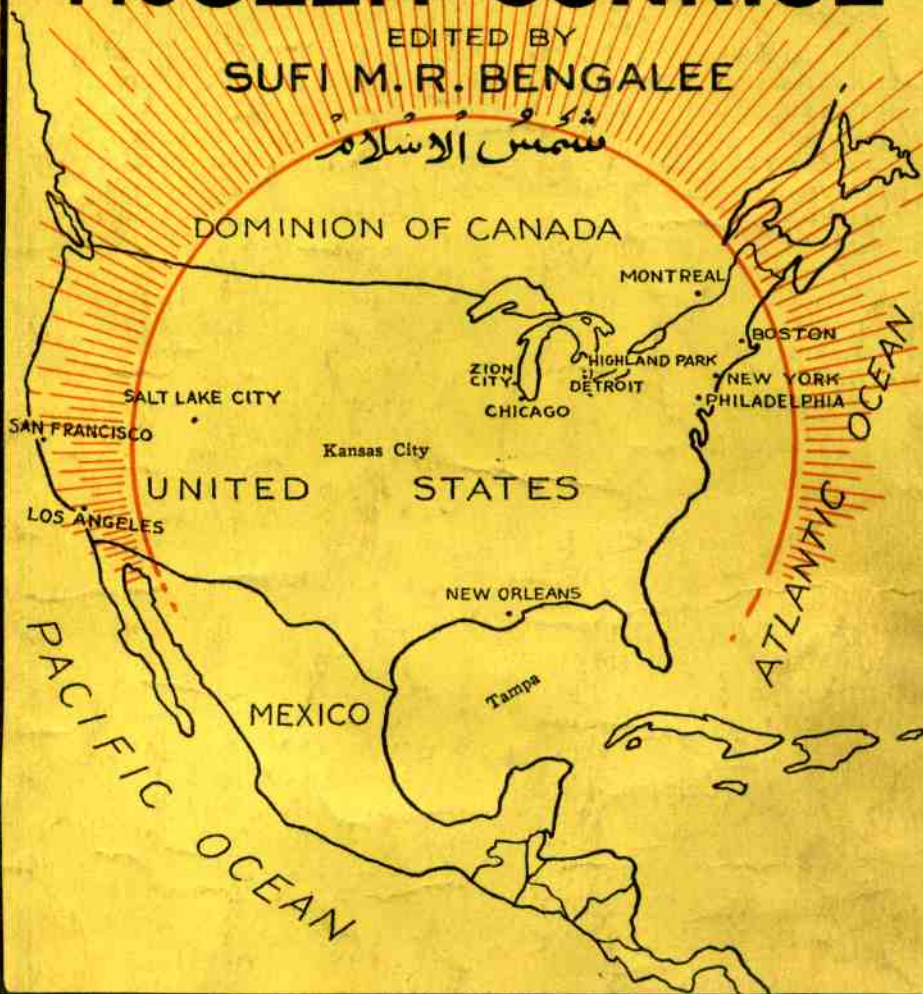 EDITED BY
SUFI M. R. BENGALEE
شمس الاسلام
DOMINION OF CANADA
MONTREAL
BOSTON
HIGHLAND PARK
ZION
CITY
DETROIT
NEW YORK
PHILADELPHIA
CHICAGO
SALT LAKE CITY
SAN FRANCISCO
Kansas City
UNITED STATES
LOS ANGELES
NEW ORLEANS
Tampa
MEXICO
ATLANTIC OCEAN
PACIFIC OCEAN